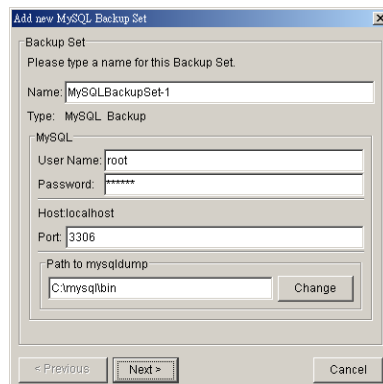 Add new MySQL Backup Set
Backup Set
Please type a name for this Backup Set.
Name: MySQLBackupSet-1
Type: MySQL Backup
MySQL
User Name: root
Password: ******
Host:localhost
Port: 3306
Path to mysqldump
C:\mysql\bin Change
< Previous Next > Cancel